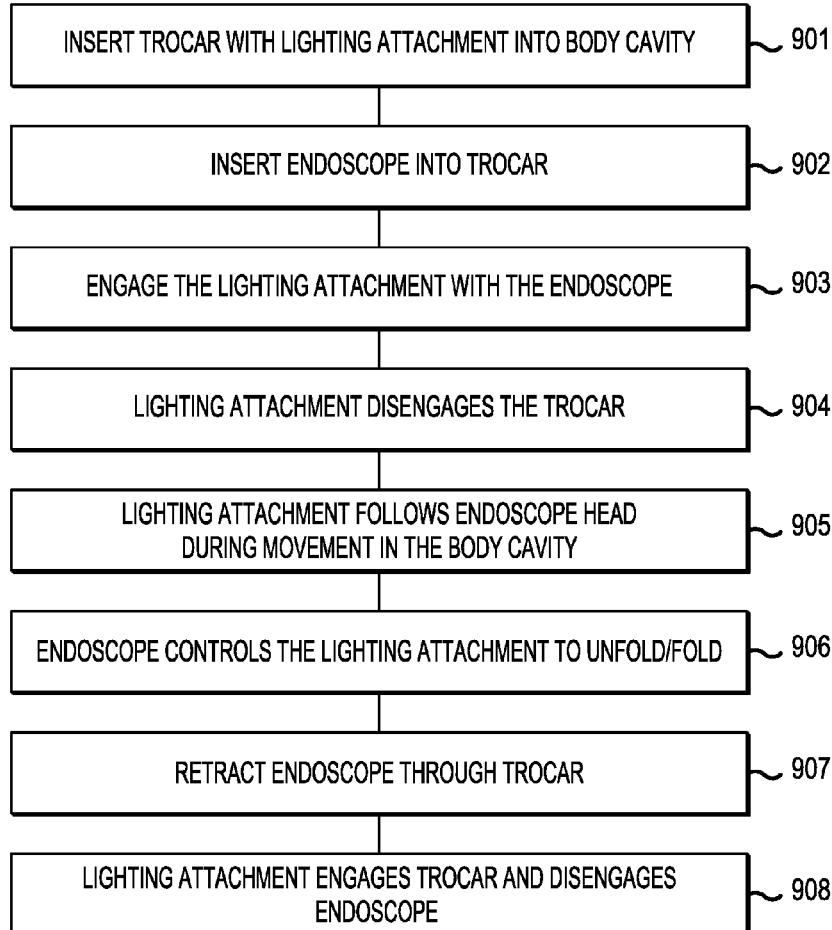 INSERT TROCAR WITH LIGHTING ATTACHMENT INTO BODY CAVITY 901
INSERT ENDOSCOPE INTO TROCAR 902
ENGAGE THE LIGHTING ATTACHMENT WITH THE ENDOSCOPE 903
LIGHTING ATTACHMENT DISENGAGES THE TROCAR 904
LIGHTING ATTACHMENT FOLLOWS ENDOSCOPE HEAD
DURING MOVEMENT IN THE BODY CAVITY 905
ENDOSCOPE CONTROLS THE LIGHTING ATTACHMENT TO UNFOLD/FOLD 906
RETRACT ENDOSCOPE THROUGH TROCAR 907
LIGHTING ATTACHMENT ENGAGES TROCAR AND DISENGAGES
ENDOSCOPE 908